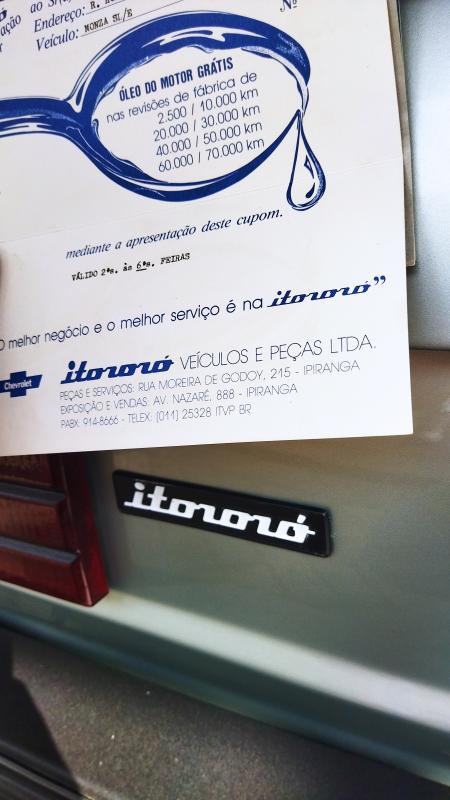 ao Sr(
Endereço: R.
Nº
Veículo: MONZA SL/E
ÓLEO DO MOTOR GRÁTIS
nas revisões de fábrica de
2.500 / 10.000 km
20.000 / 30.000 km
40.000 / 50.000 km
60.000 / 70.000 km
mediante a apresentação deste cupom.
VÁLIDO 2ªs. às 6ªs. FEIRAS
O melhor negócio e o melhor serviço é na itororó”
Chevrolet
itororó VEÍCULOS E PEÇAS LTDA.
PEÇAS E SERVIÇOS: RUA MOREIRA DE GODOY, 215 - IPIRANGA
EXPOSIÇÃO E VENDAS: AV. NAZARÉ, 888 - IPIRANGA
PABX: 914-8666 - TELEX: (011) 25328 ITVP BR
itororó